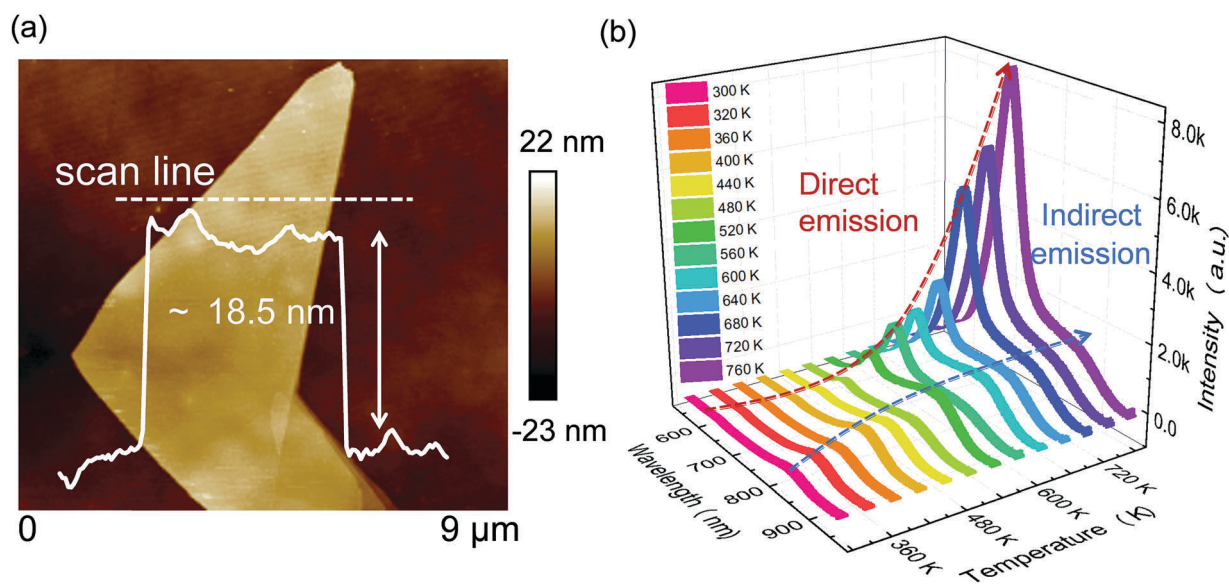 (a)
scan line
~ 18.5 nm
22 nm
-23 nm
0
9 μm
(b)
300 K
320 K
360 K
400 K
440 K
480 K
520 K
560 K
600 K
640 K
680 K
720 K
760 K
Direct
emission
Indirect
emission
8.0k
6.0k
4.0k
2.0k
0.0
Intensity (a.u.)
600
700
800
900
Wavelength (nm)
360 K
480 K
600 K
720 K
Temperature (K)